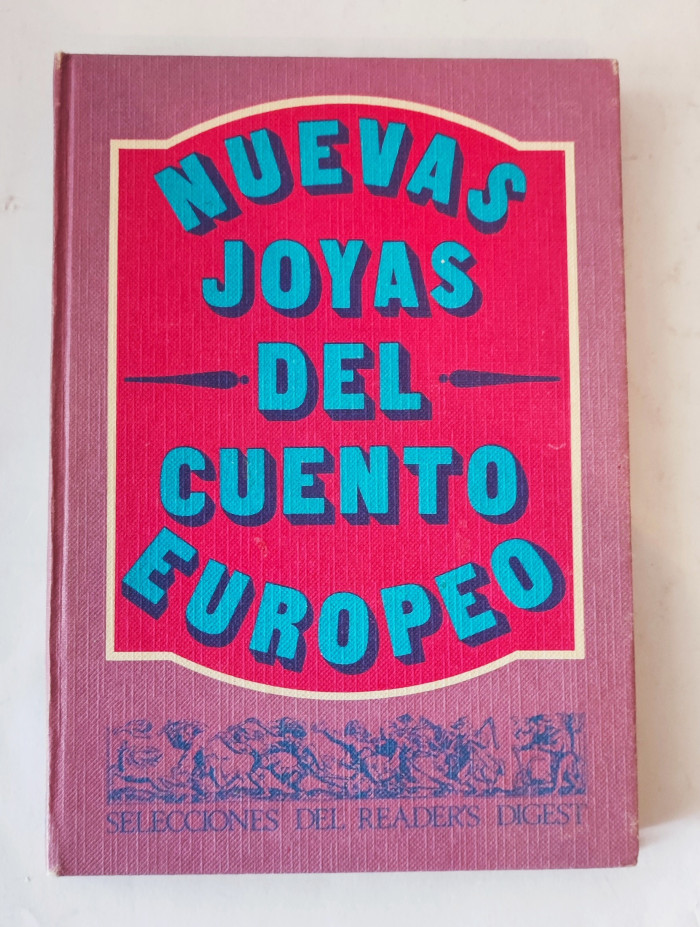 NUEVAS
JOYAS
DEL
CUENTO
EUROPEO
SELECCIONES DEL READER'S DIGEST